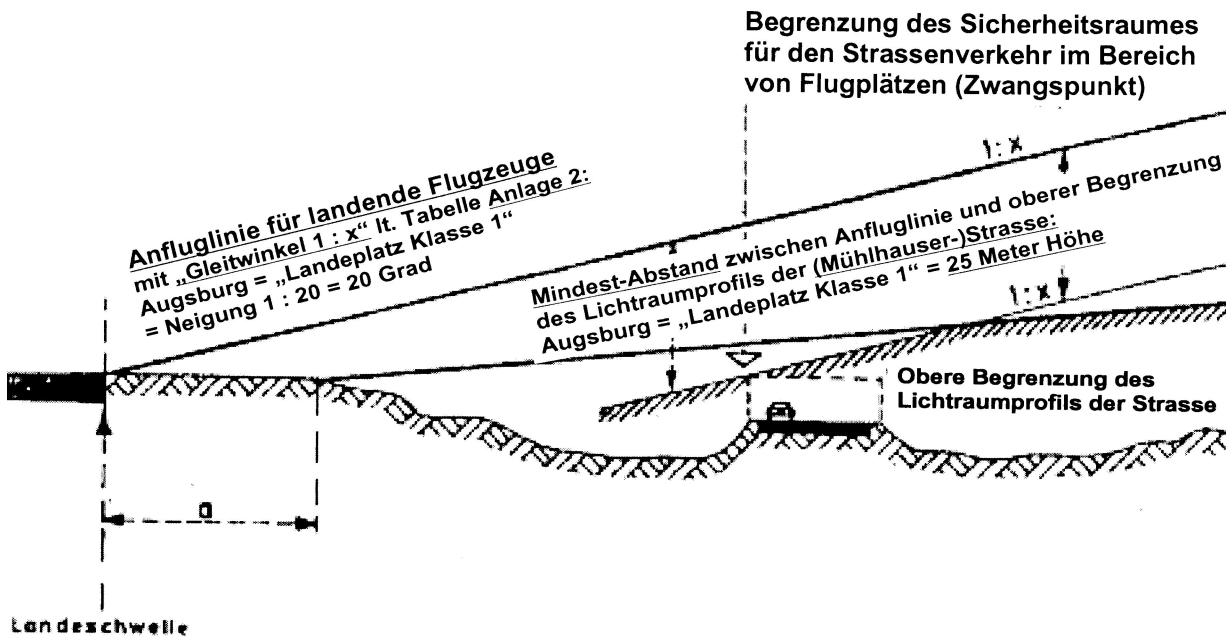 Begrenzung des Sicherheitsraumes
für den Strassenverkehr im Bereich
von Flugplätzen (Zwangspunkt)
1: x
Anfluglinie für landende Flugzeuge
mit „Gleitwinkel 1 : x“ lt. Tabelle Anlage 2:
Augsburg = „Landeplatz Klasse 1“
= Neigung 1 : 20 = 20 Grad
Mindest-Abstand zwischen Anfluglinie und oberer Begrenzung
des Lichtraumprofils der (Mühlhauser-)Strasse:
Augsburg = „Landeplatz Klasse 1“ = 25 Meter Höhe
1: x
Obere Begrenzung des
Lichtraumprofils der Strasse
a
Landeschwelle